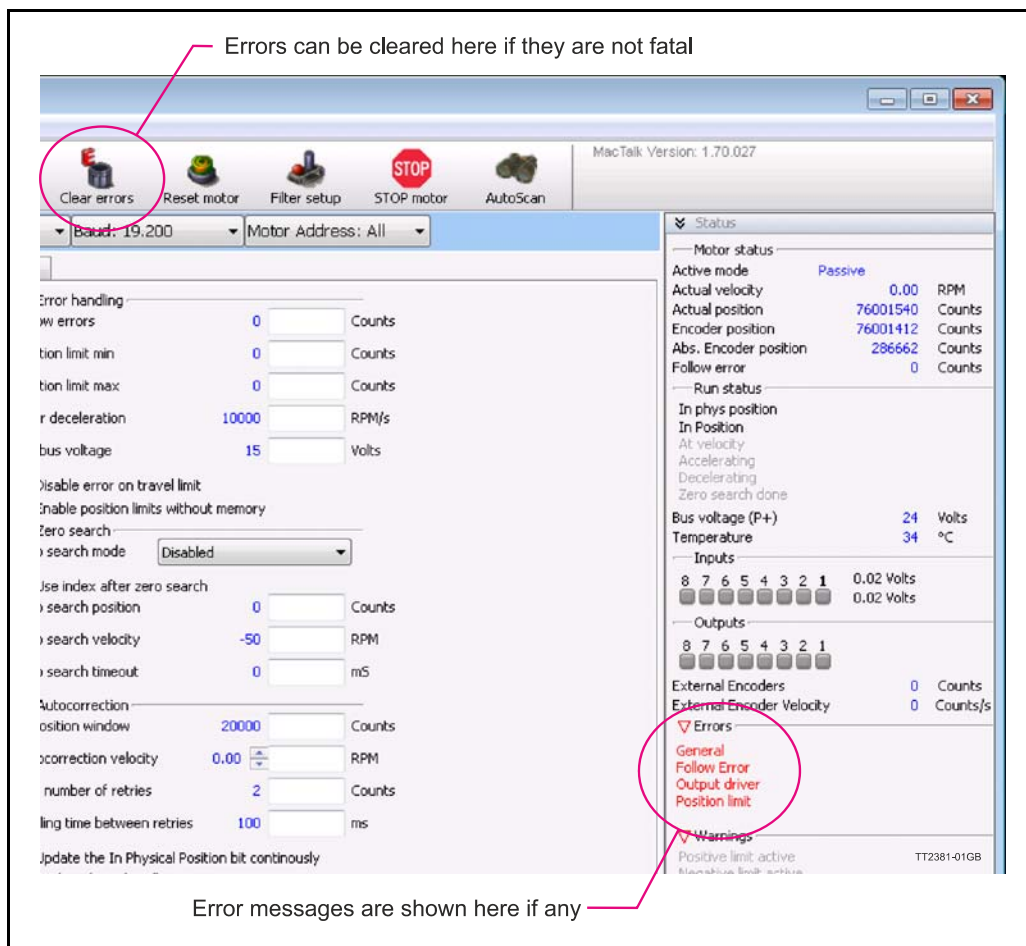 Errors can be cleared here if they are not fatal
MacTalk Version: 1.70.027
E
STOP
Clear errors
Reset motor
Filter setup
STOP motor
AutoScan
Baud: 19.200
Motor Address: All
Error handling
ow errors 0 Counts
tion limit min 0 Counts
tion limit max 0 Counts
r deceleration 10000 RPM/s
bus voltage 15 Volts
Disable error on travel limit
Enable position limits without memory
Zero search
o search mode Disabled
Use index after zero search
o search position 0 Counts
o search velocity -50 RPM
o search timeout 0 mS
Autocorrection
osition window 20000 Counts
ocorrection velocity 0.00 RPM
number of retries 2 Counts
ling time between retries 100 ms
Update the In Physical Position bit continously
Status
Motor status
Active mode Passive
Actual velocity 0.00 RPM
Actual position 76001540 Counts
Encoder position 76001412 Counts
Abs. Encoder position 286662 Counts
Follow error 0 Counts
Run status
In phys position
In Position
At velocity
Accelerating
Decelerating
Zero search done
Bus voltage (P+) 24 Volts
Temperature 34 °C
Inputs
8 7 6 5 4 3 2 1 0.02 Volts
0.02 Volts
Outputs
8 7 6 5 4 3 2 1
External Encoders 0 Counts
External Encoder Velocity 0 Counts/s
Errors
General
Follow Error
Output driver
Position limit
Warnings
Positive limit active
Negative limit active
TT2381-01GB
Error messages are shown here if any